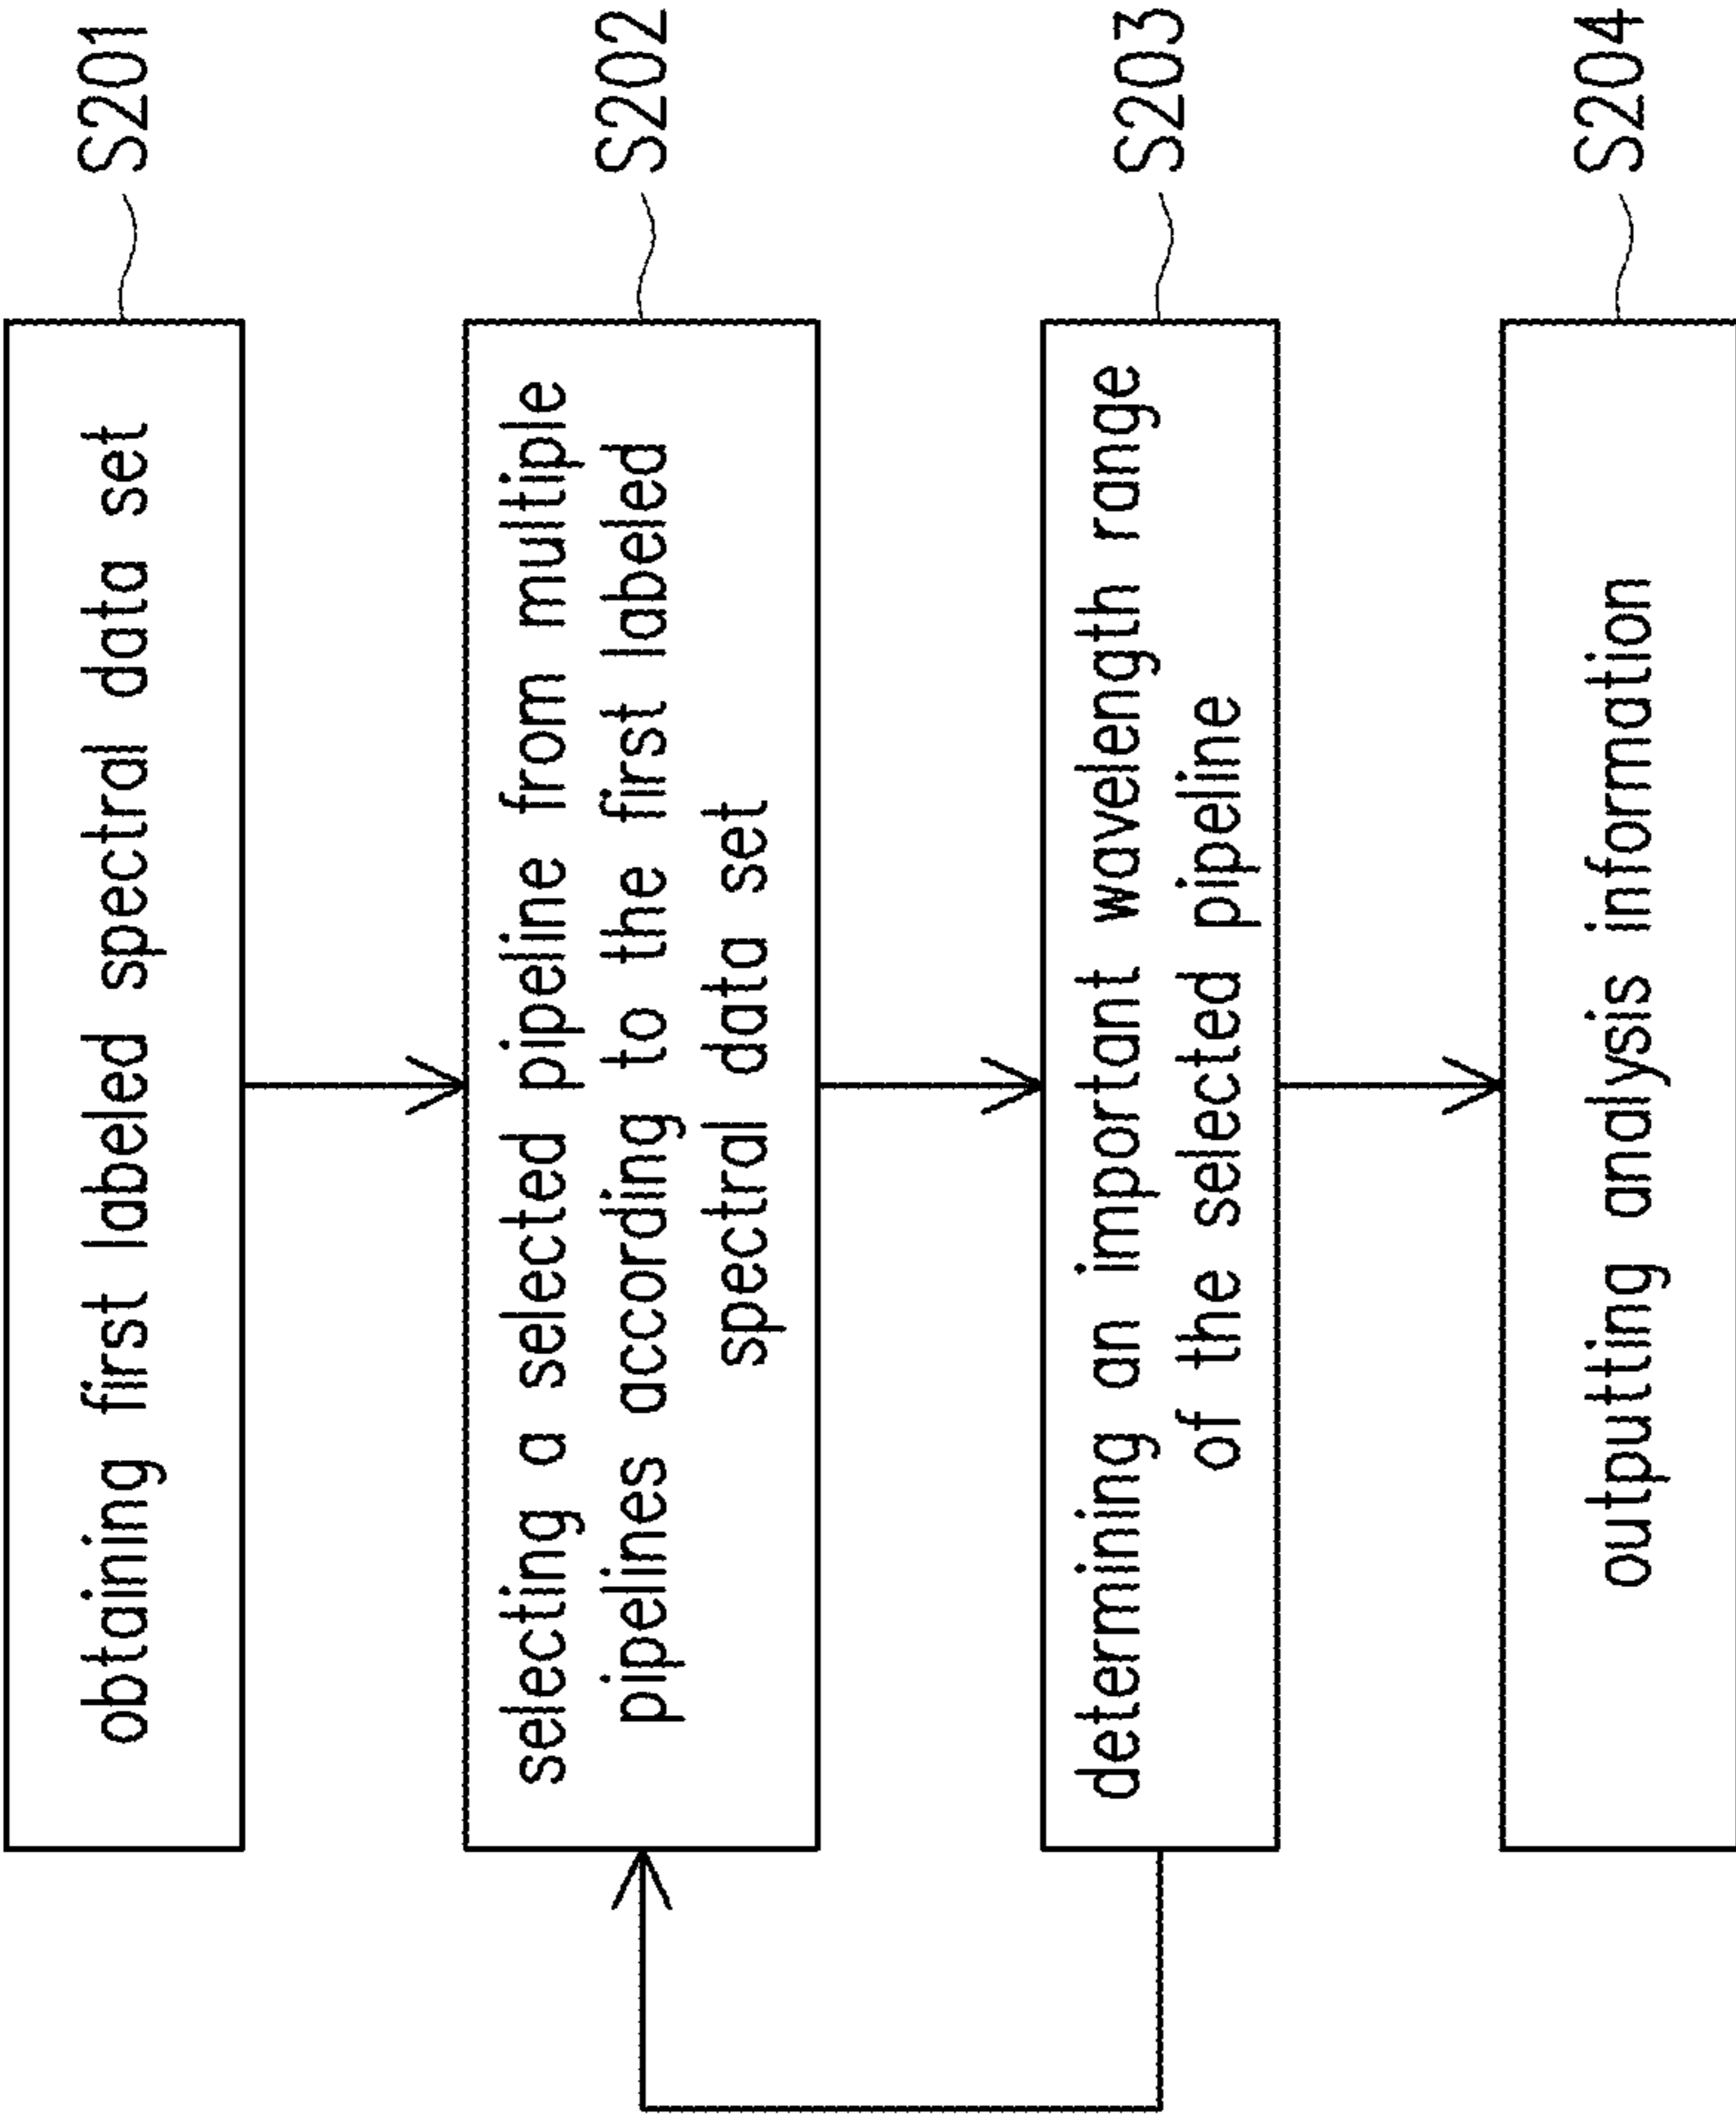 obtaining first labeled spectral data set
S201
selecting a selected pipeline from multiple
pipelines according to the first labeled
spectral data set
S202
determining an important wavelength range
of the selected pipeline
S203
outputting analysis information
S204